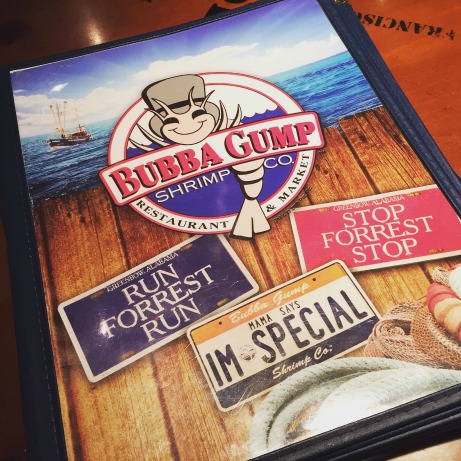 FRANCISCO
BUBBA GUMP
SHRIMP CO.
RESTAURANT & MARKET
GREENBOW, ALABAMA
STOP
FORREST
STOP
GREENBOW, ALABAMA
RUN
FORREST
RUN
Bubba Gump
MAMA SAYS
IM SPECIAL
Shrimp Co.